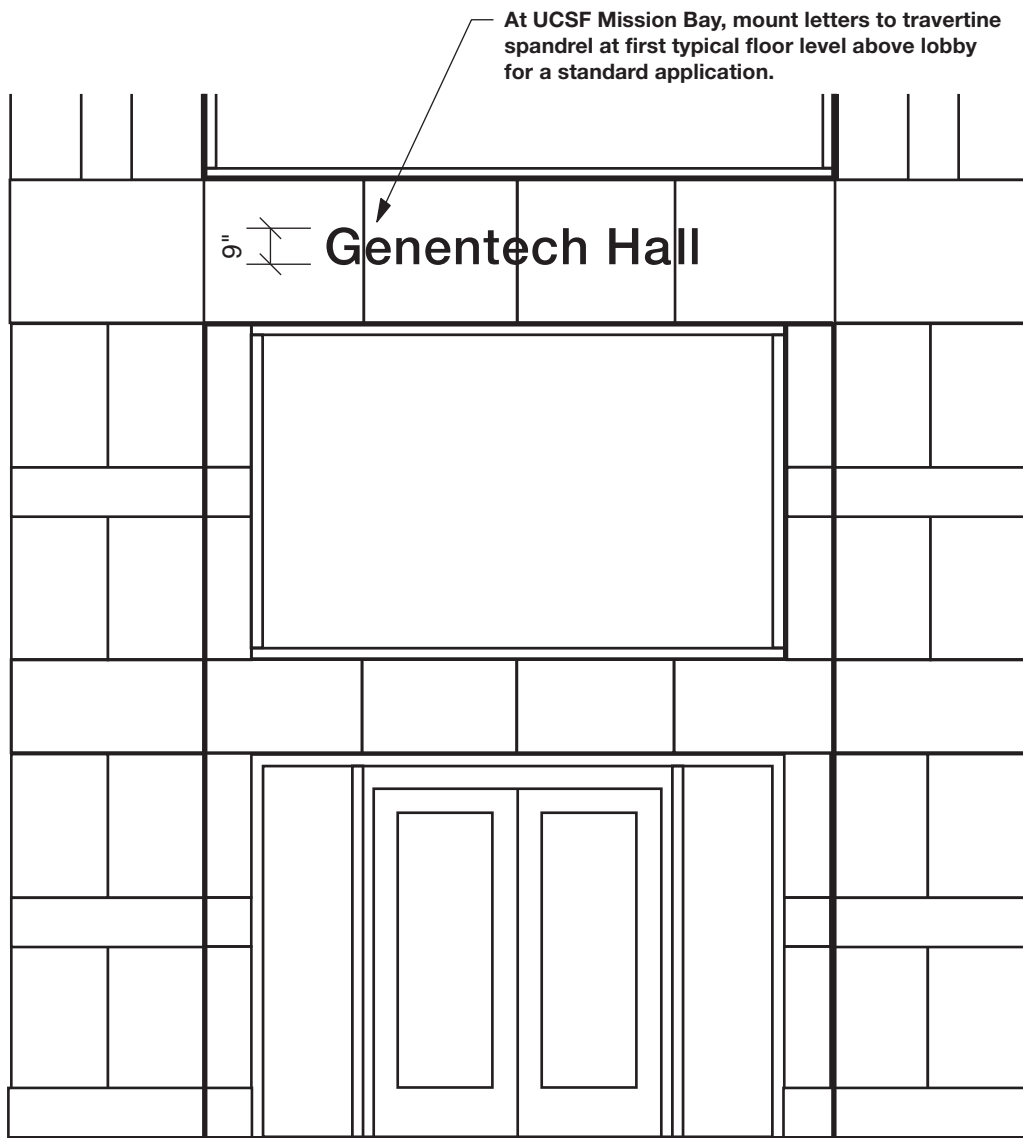 At UCSF Mission Bay, mount letters to travertine
spandrel at first typical floor level above lobby
for a standard application.
9"
Genentech Hall